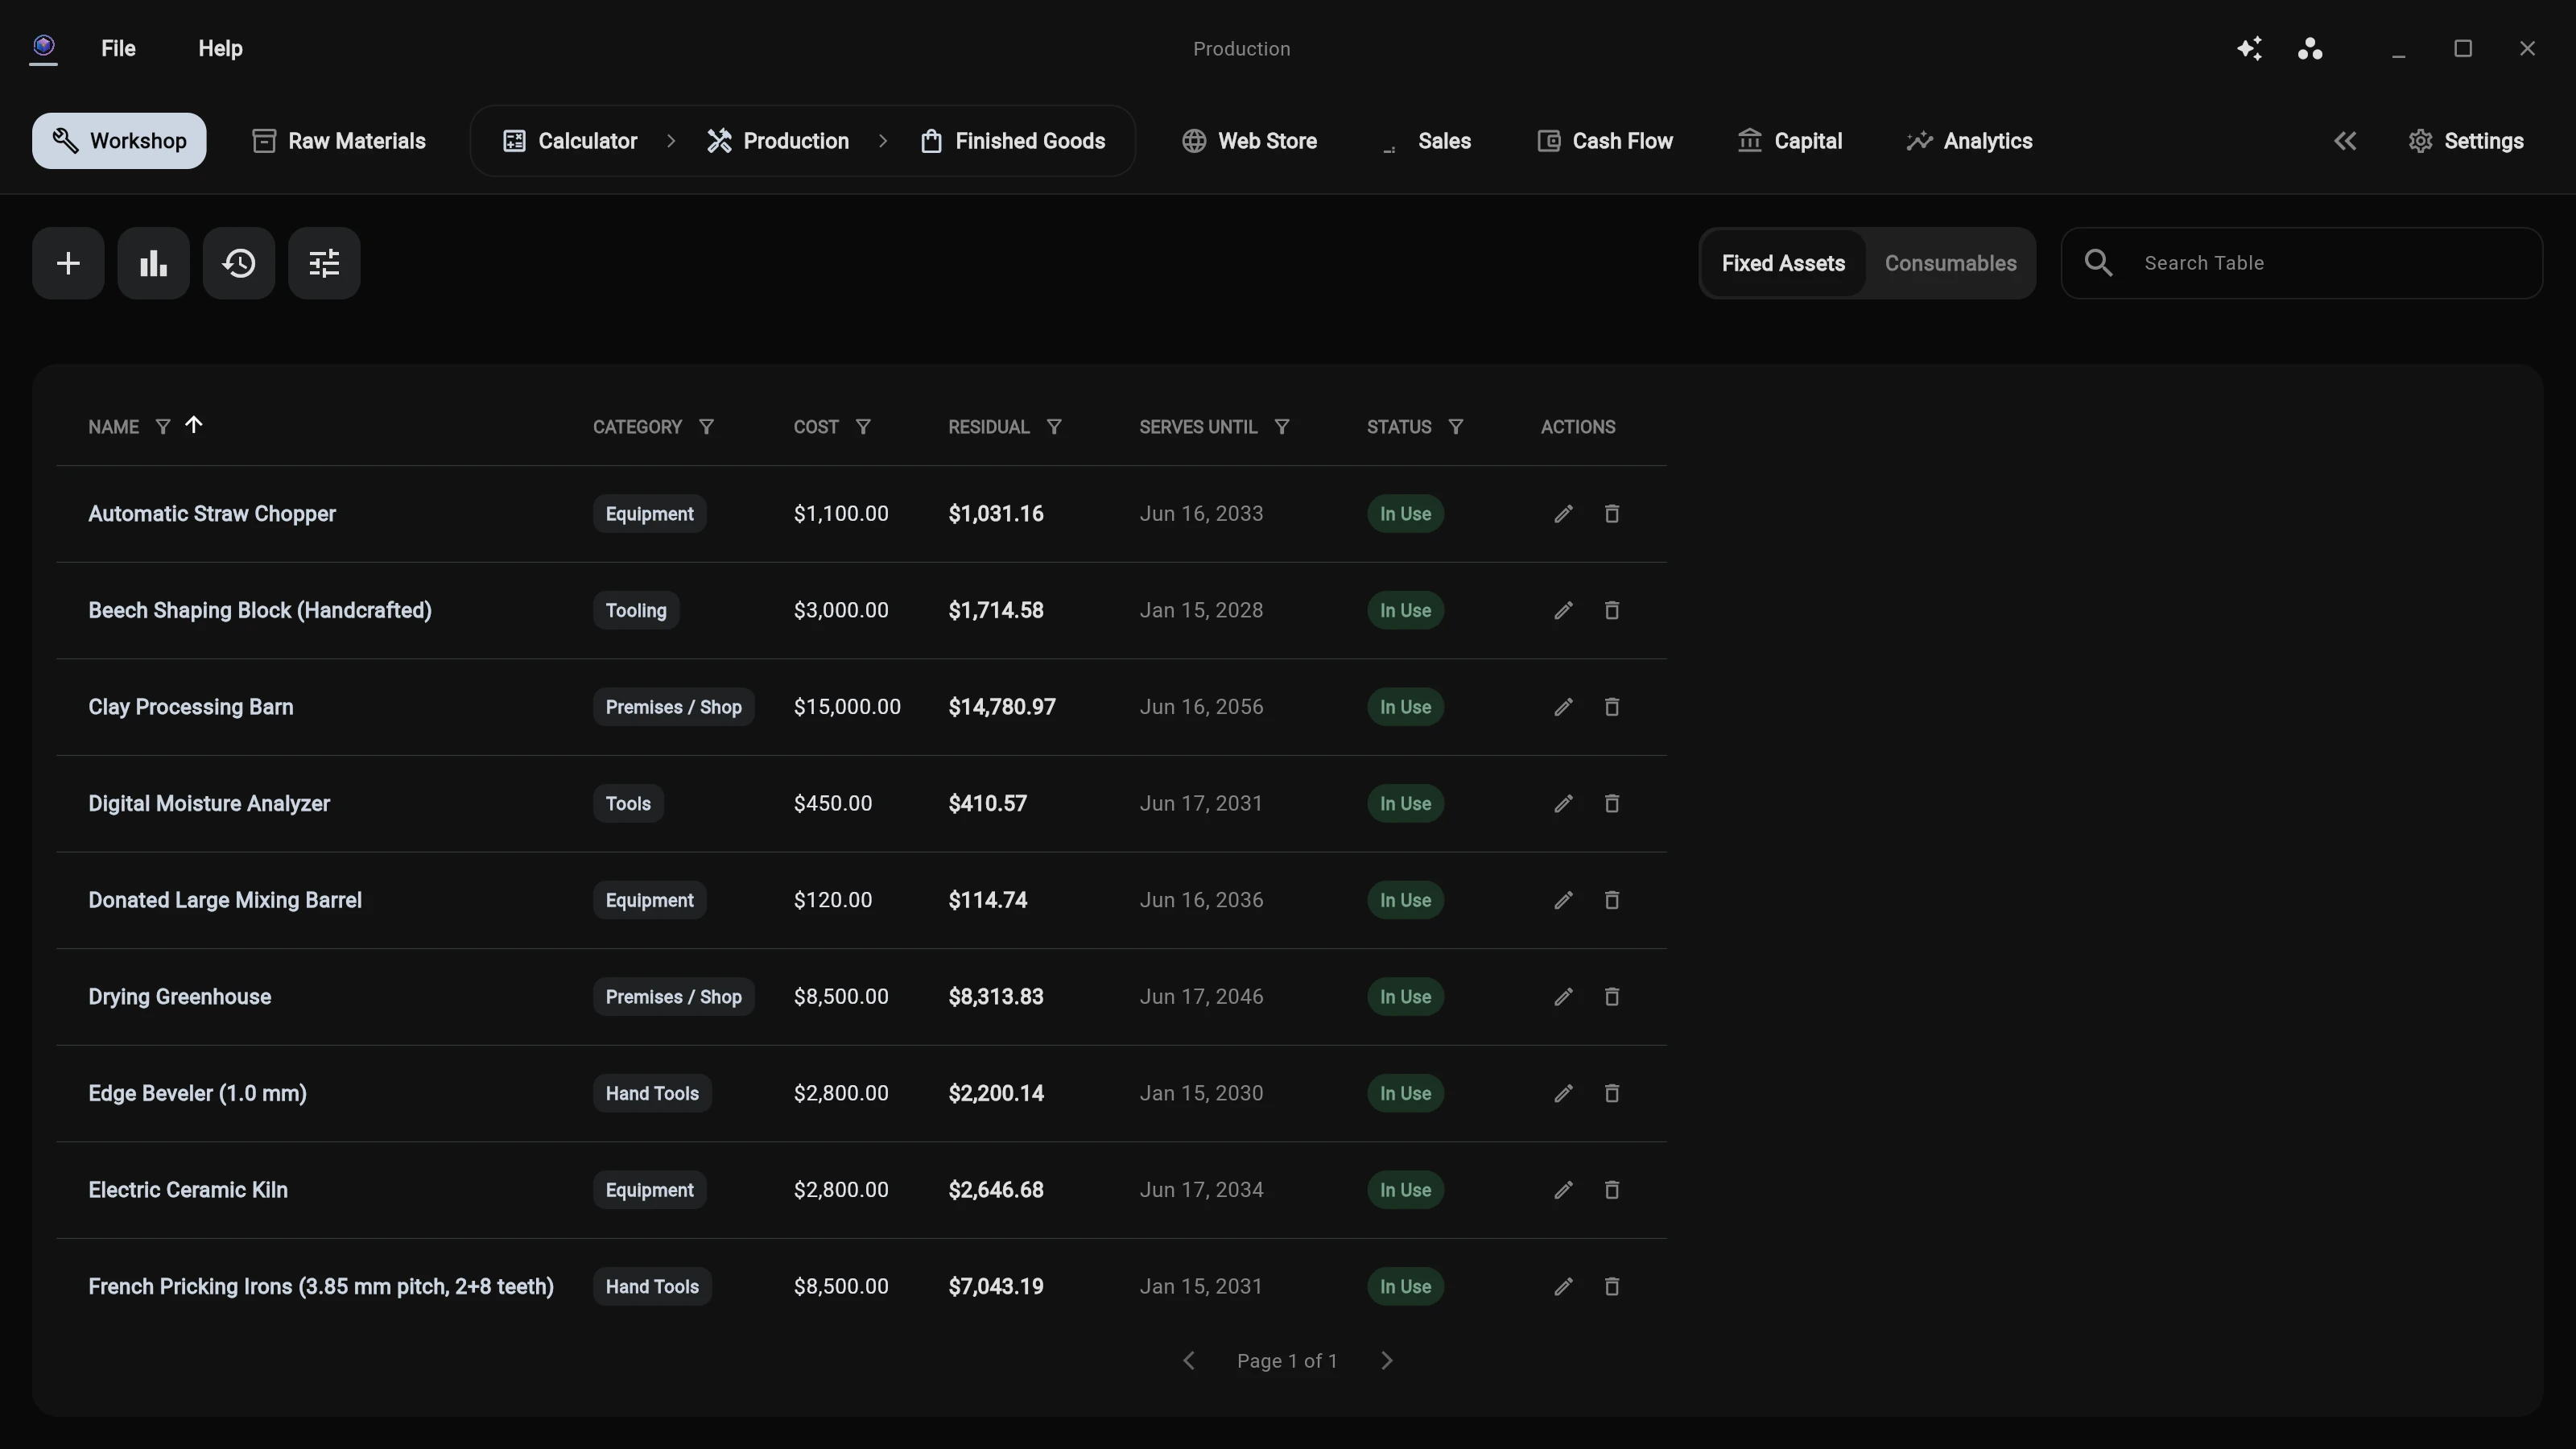 File Help Production
Workshop Raw Materials Calculator Production Finished Goods Web Store Sales Cash Flow Capital Analytics Settings
Fixed Assets Consumables Search Table
NAME CATEGORY COST RESIDUAL SERVES UNTIL STATUS ACTIONS
Automatic Straw Chopper Equipment $1,100.00 $1,031.16 Jun 16, 2033 In Use
Beech Shaping Block (Handcrafted) Tooling $3,000.00 $1,714.58 Jan 15, 2028 In Use
Clay Processing Barn Premises / Shop $15,000.00 $14,780.97 Jun 16, 2056 In Use
Digital Moisture Analyzer Tools $450.00 $410.57 Jun 17, 2031 In Use
Donated Large Mixing Barrel Equipment $120.00 $114.74 Jun 16, 2036 In Use
Drying Greenhouse Premises / Shop $8,500.00 $8,313.83 Jun 17, 2046 In Use
Edge Beveler (1.0 mm) Hand Tools $2,800.00 $2,200.14 Jan 15, 2030 In Use
Electric Ceramic Kiln Equipment $2,800.00 $2,646.68 Jun 17, 2034 In Use
French Pricking Irons (3.85 mm pitch, 2+8 teeth) Hand Tools $8,500.00 $7,043.19 Jan 15, 2031 In Use
Page 1 of 1